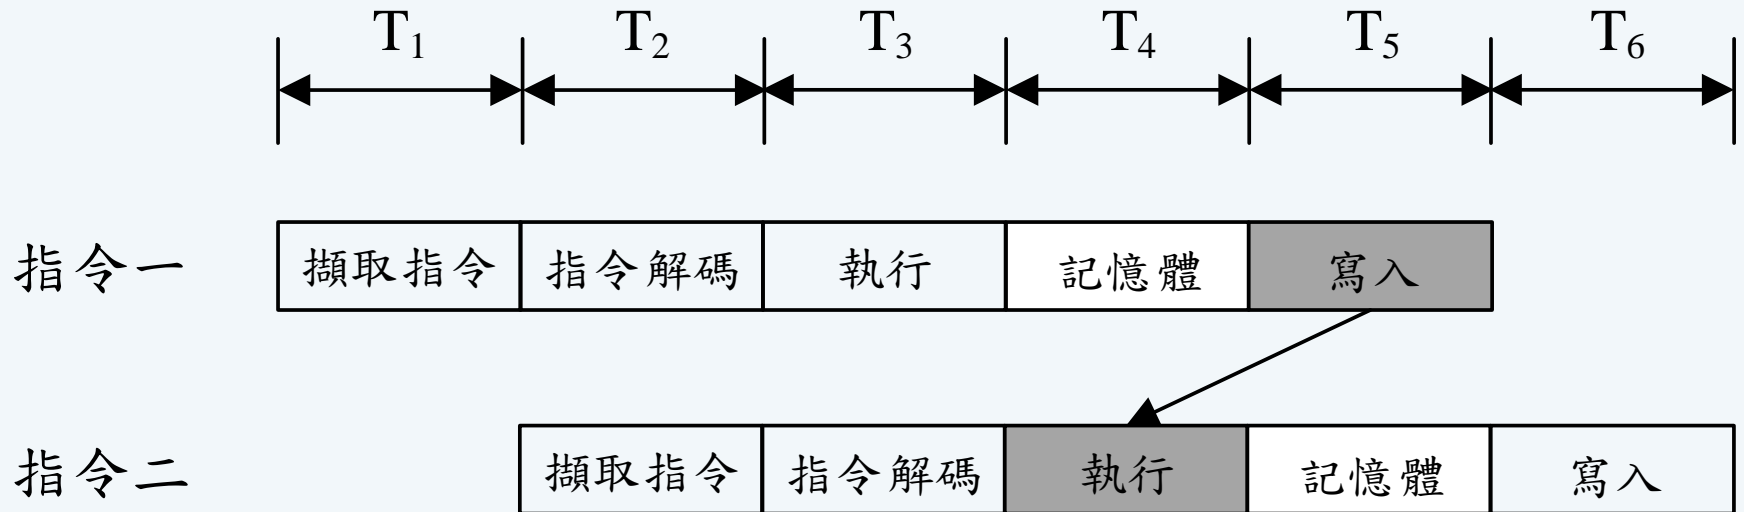 T₁ T₂ T₃ T₄ T₅ T₆
指令一 擷取指令 指令解碼 執行 記憶體 寫入
指令二 擷取指令 指令解碼 執行 記憶體 寫入